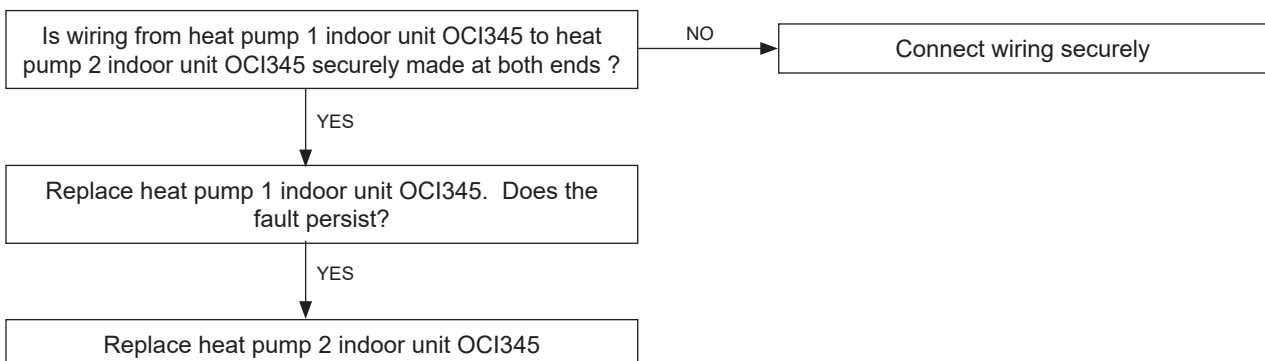 Is wiring from heat pump 1 indoor unit OCI345 to heat
pump 2 indoor unit OCI345 securely made at both ends ?
NO
Connect wiring securely
YES
Replace heat pump 1 indoor unit OCI345.  Does the
fault persist?
YES
Replace heat pump 2 indoor unit OCI345